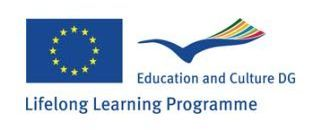 Education and Culture DG
Lifelong Learning Programme